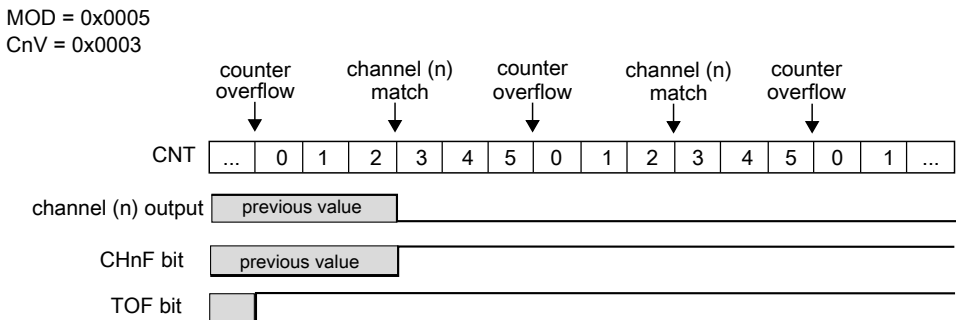 MOD = 0x0005
CnV = 0x0003
counter overflow
channel (n) match
counter overflow
channel (n) match
counter overflow
CNT ... 0 1 2 3 4 5 0 1 2 3 4 5 0 1 ...
channel (n) output previous value
CHnF bit previous value
TOF bit